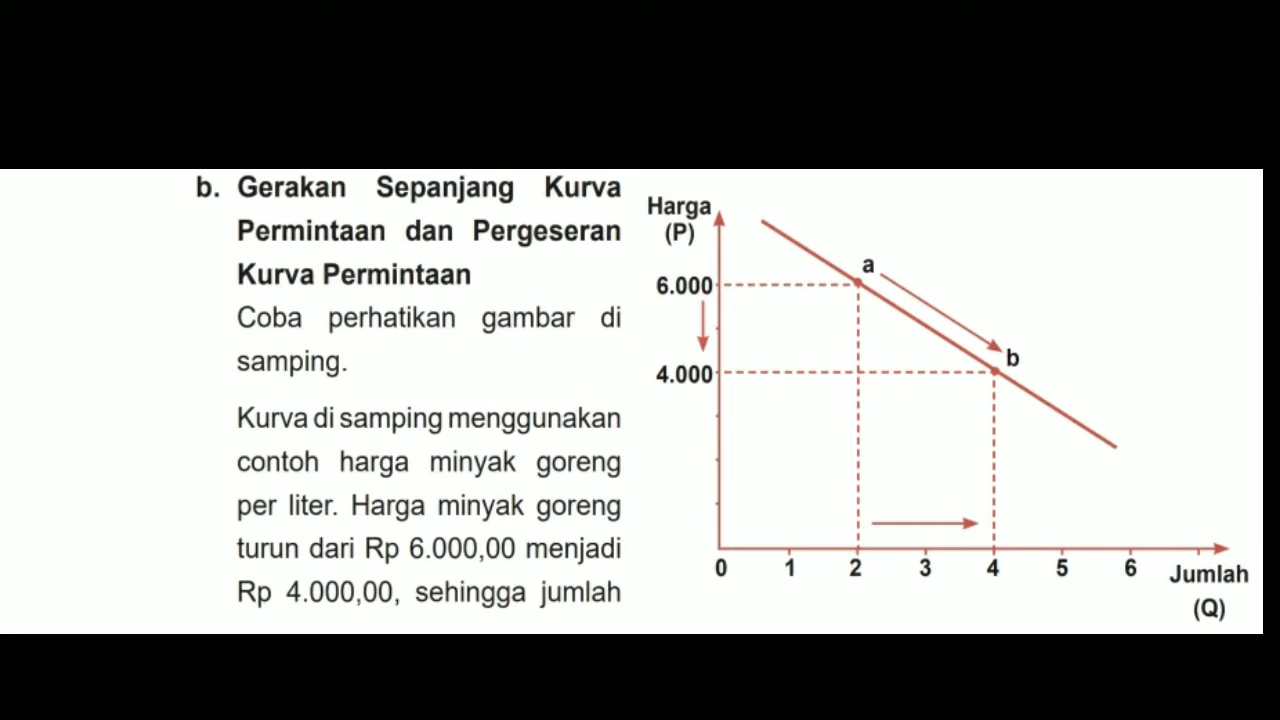 b. Gerakan Sepanjang Kurva
Permintaan dan Pergeseran
Kurva Permintaan
Coba perhatikan gambar di
samping.
Kurva di samping menggunakan
contoh harga minyak goreng
per liter. Harga minyak goreng
turun dari Rp 6.000,00 menjadi
Rp 4.000,00, sehingga jumlah
Harga
(P)
a
6.000
b
4.000
0 1 2 3 4 5 6 Jumlah
(Q)